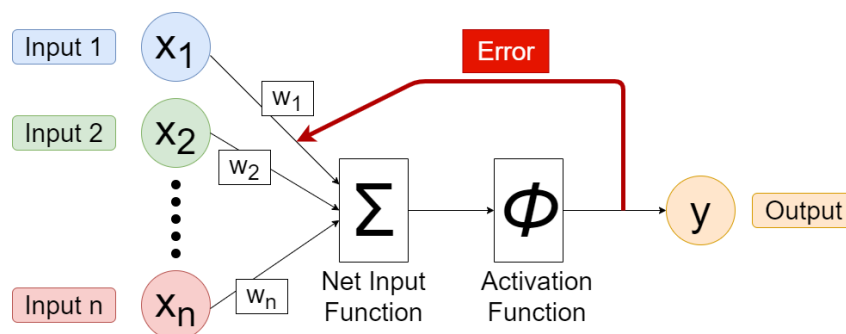 Input 1
x1
w1
Error
Input 2
x2
w2
Σ
Φ
y
Output
Input n
xn
wn
Net Input
Function
Activation
Function